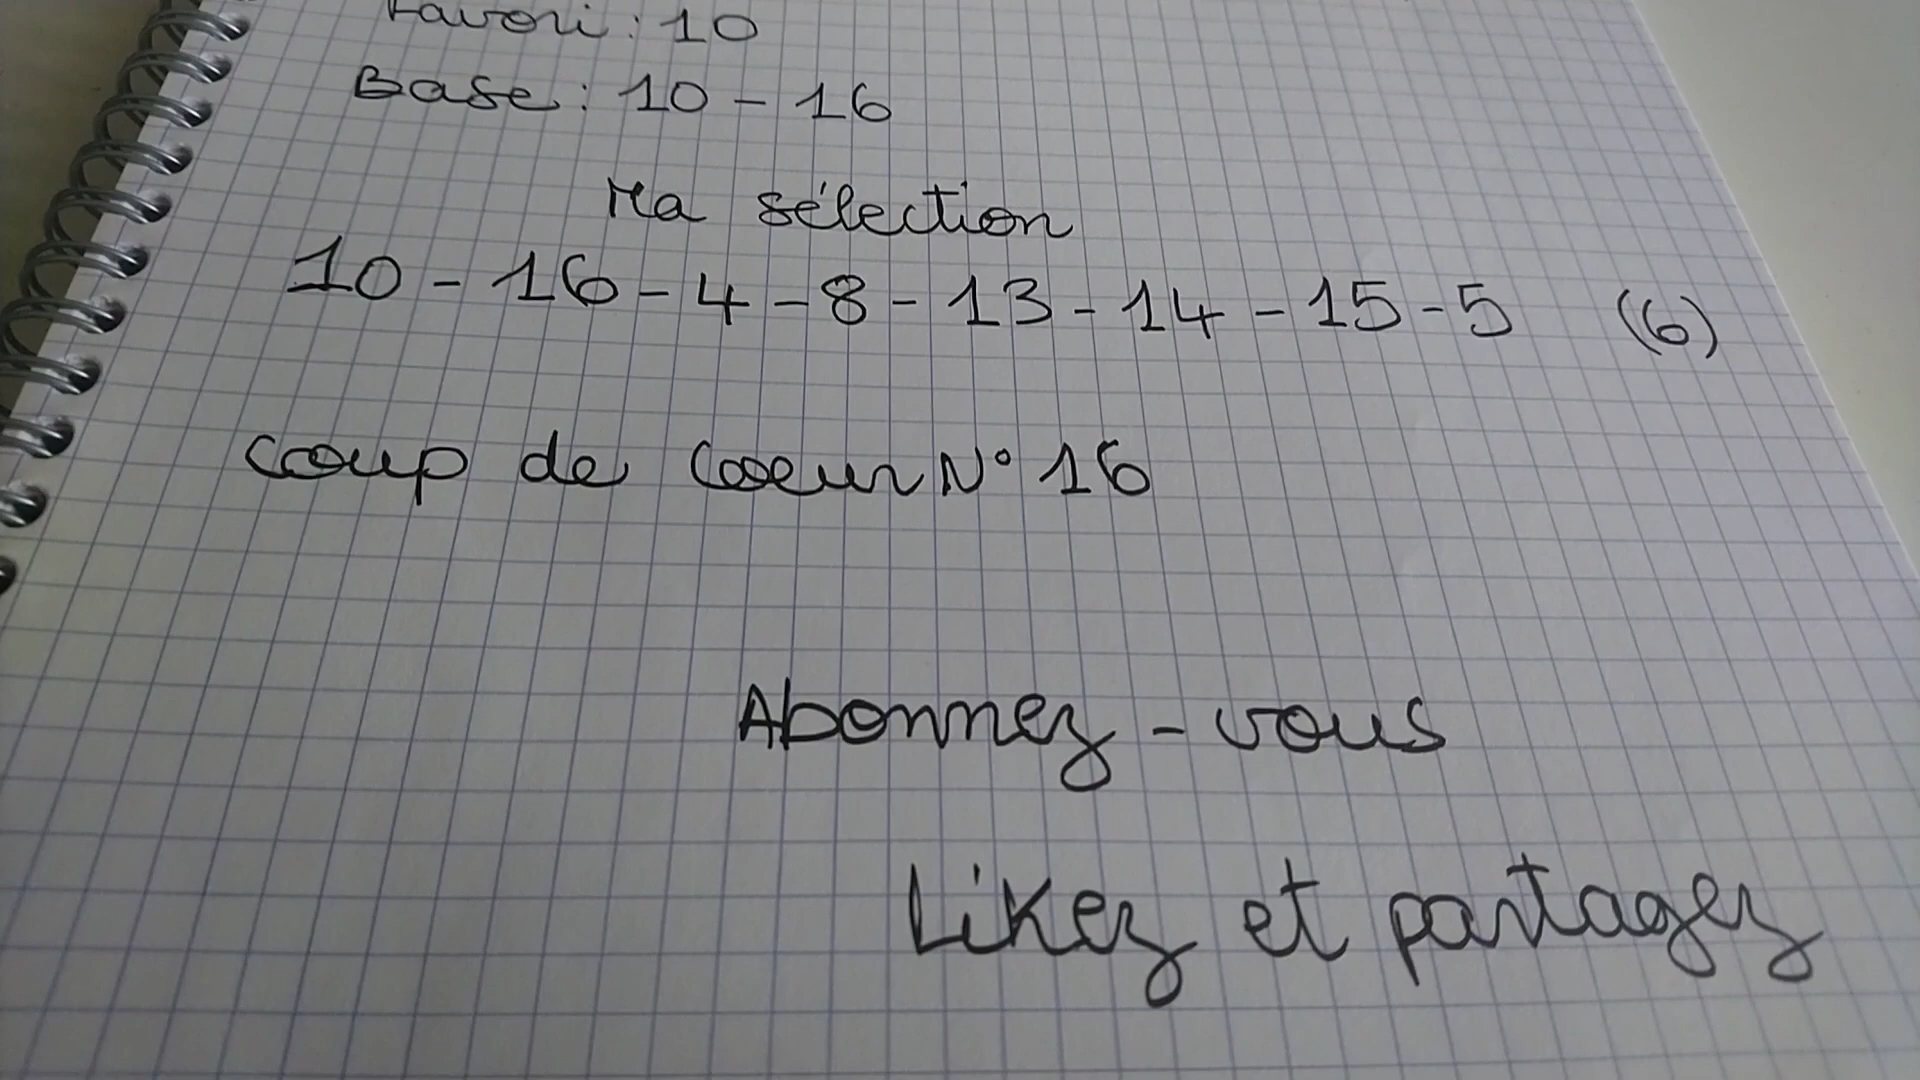 Favori : 10
Base : 10 - 16
Ma sélection
10 - 16 - 4 - 8 - 13 - 14 - 15 - 5 (6)
coup de coeur N° 16
Abonnez - vous
Likez et partagez